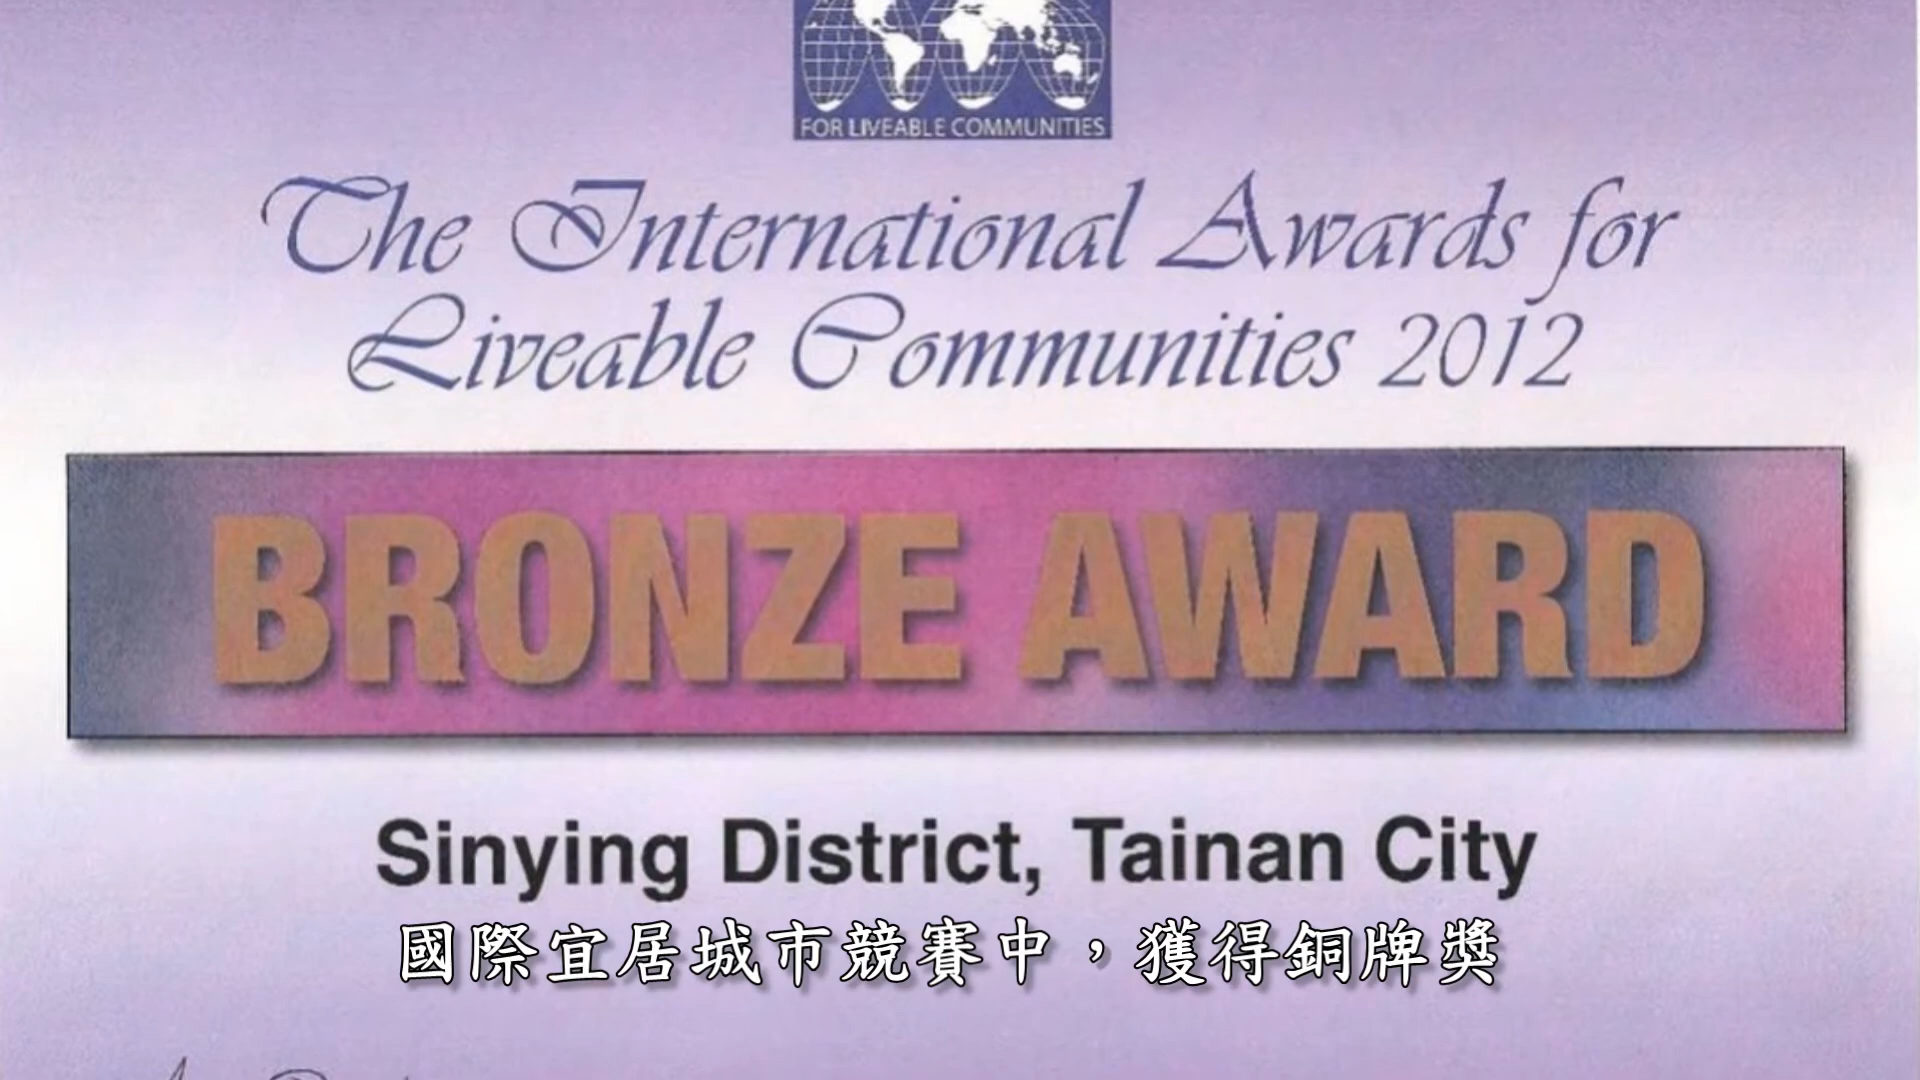 FOR LIVEABLE COMMUNITIES
The International Awards for
Liveable Communities 2012
BRONZE AWARD
Sinying District, Tainan City
國際宜居城市競賽中，獲得銅牌獎